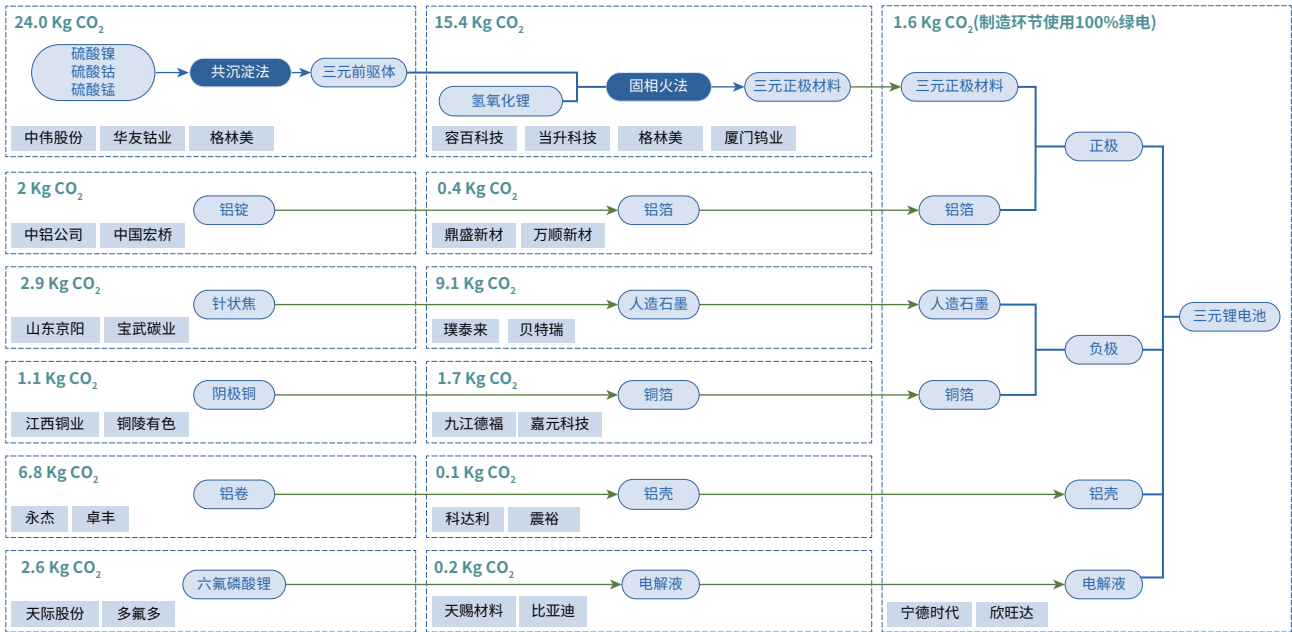 24.0 Kg CO2
硫酸镍
硫酸钴
硫酸锰
共沉淀法
三元前驱体
中伟股份
华友钴业
格林美
15.4 Kg CO2
氢氧化锂
固相火法
三元正极材料
容百科技
当升科技
格林美
厦门钨业
1.6 Kg CO2(制造环节使用100%绿电)
三元正极材料
正极
2 Kg CO2
铝锭
中铝公司
中国宏桥
0.4 Kg CO2
铝箔
鼎盛新材
万顺新材
铝箔
2.9 Kg CO2
针状焦
山东京阳
宝武碳业
9.1 Kg CO2
人造石墨
璞泰来
贝特瑞
人造石墨
三元锂电池
负极
1.1 Kg CO2
阴极铜
江西铜业
铜陵有色
1.7 Kg CO2
铜箔
九江德福
嘉元科技
铜箔
6.8 Kg CO2
铝卷
永杰
卓丰
0.1 Kg CO2
铝壳
科达利
震裕
铝壳
2.6 Kg CO2
六氟磷酸锂
天际股份
多氟多
0.2 Kg CO2
电解液
天赐材料
比亚迪
电解液
宁德时代
欣旺达